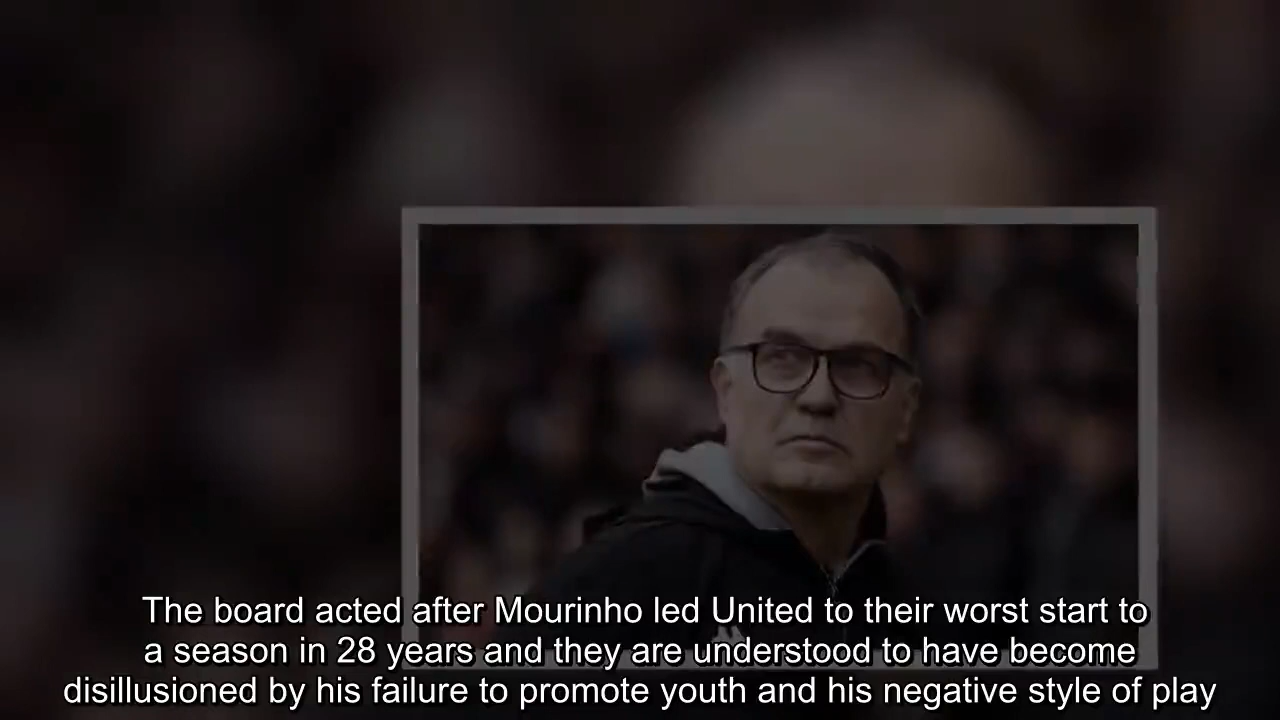 The board acted after Mourinho led United to their worst start to
a season in 28 years and they are understood to have become
disillusioned by his failure to promote youth and his negative style of play